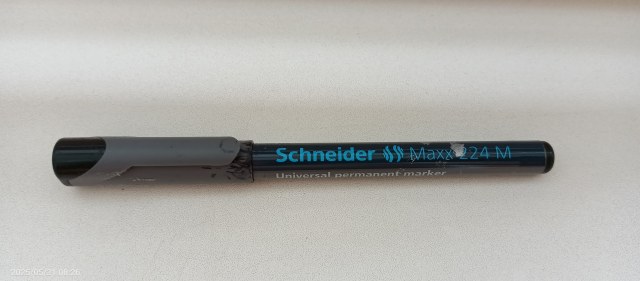 Schneider Maxx 224 M
Universal permanent marker